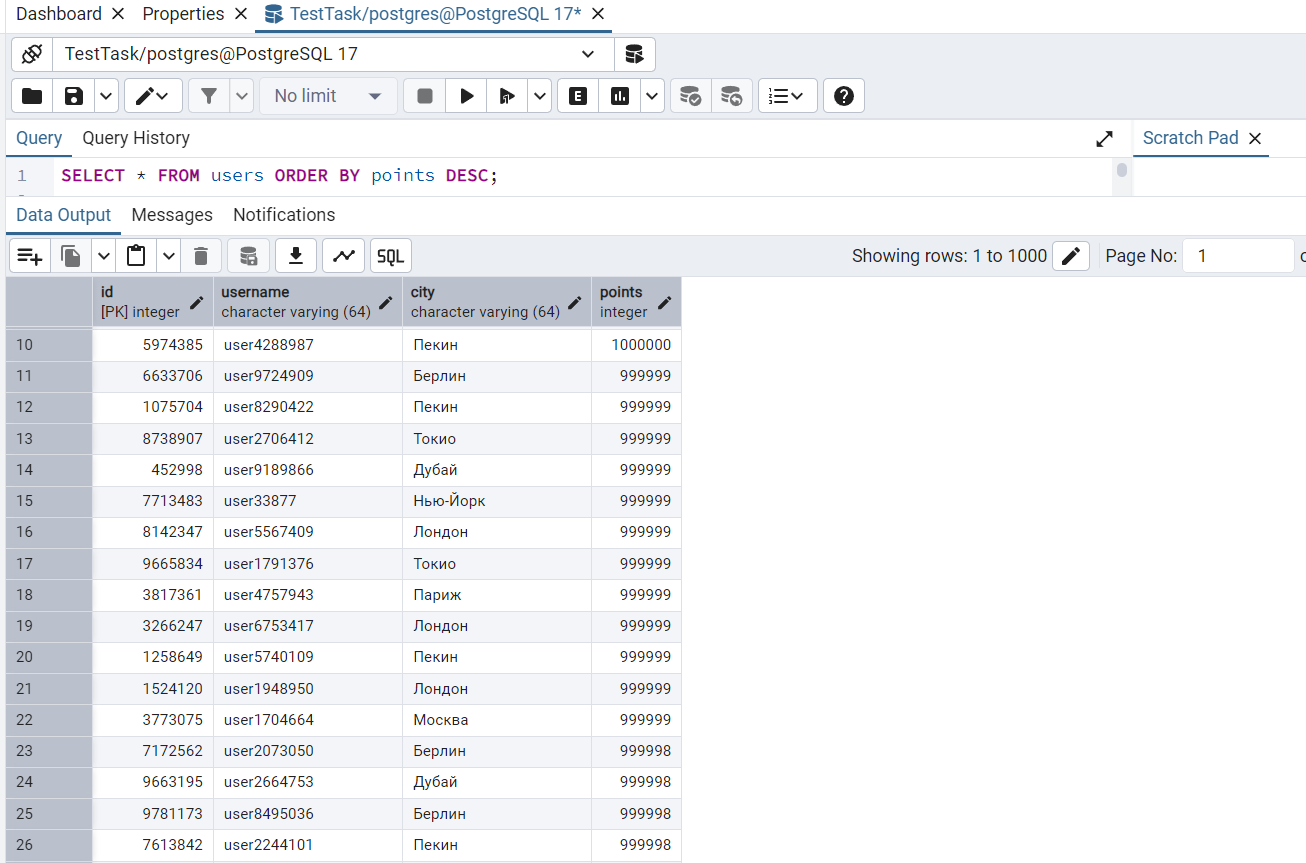 Dashboard Properties TestTask/postgres@PostgreSQL 17*
TestTask/postgres@PostgreSQL 17
No limit E
Query Query History Scratch Pad
1 SELECT * FROM users ORDER BY points DESC;
Data Output Messages Notifications
SQL Showing rows: 1 to 1000 Page No: 1
id username city points
[PK] integer character varying (64) character varying (64) integer
10 5974385 user4288987 Пекин 1000000
11 6633706 user9724909 Берлин 999999
12 1075704 user8290422 Пекин 999999
13 8738907 user2706412 Токио 999999
14 452998 user9189866 Дубай 999999
15 7713483 user33877 Нью-Йорк 999999
16 8142347 user5567409 Лондон 999999
17 9665834 user1791376 Токио 999999
18 3817361 user4757943 Париж 999999
19 3266247 user6753417 Лондон 999999
20 1258649 user5740109 Пекин 999999
21 1524120 user1948950 Лондон 999999
22 3773075 user1704664 Москва 999999
23 7172562 user2073050 Берлин 999998
24 9663195 user2664753 Дубай 999998
25 9781173 user8495036 Берлин 999998
26 7613842 user2244101 Пекин 999998